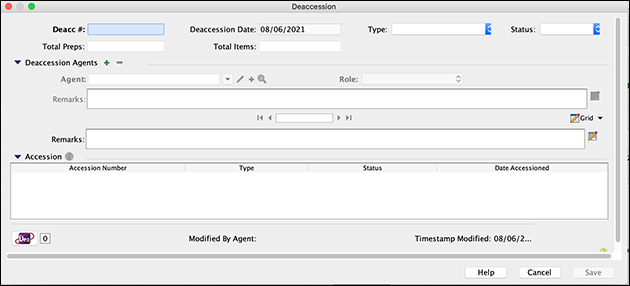 Deaccession
Deacc #: Deaccession Date: 08/06/2021 Type: Status:
Total Preps: Total Items:
Deaccession Agents
Agent: Role:
Remarks:
Grid
Remarks:
Accession
Accession Number Type Status Date Accessioned
0 Modified By Agent: Timestamp Modified: 08/06/2...
Help Cancel Save